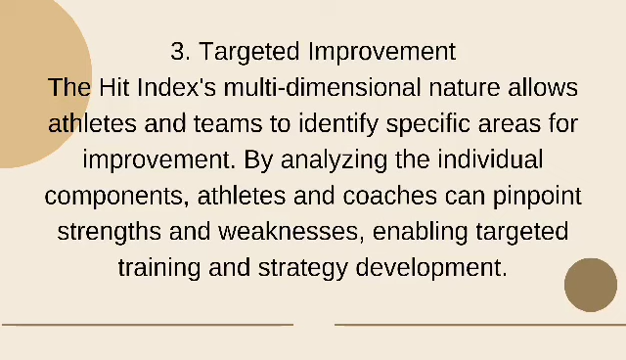 3. Targeted Improvement
The Hit Index's multi-dimensional nature allows
athletes and teams to identify specific areas for
improvement. By analyzing the individual
components, athletes and coaches can pinpoint
strengths and weaknesses, enabling targeted
training and strategy development.